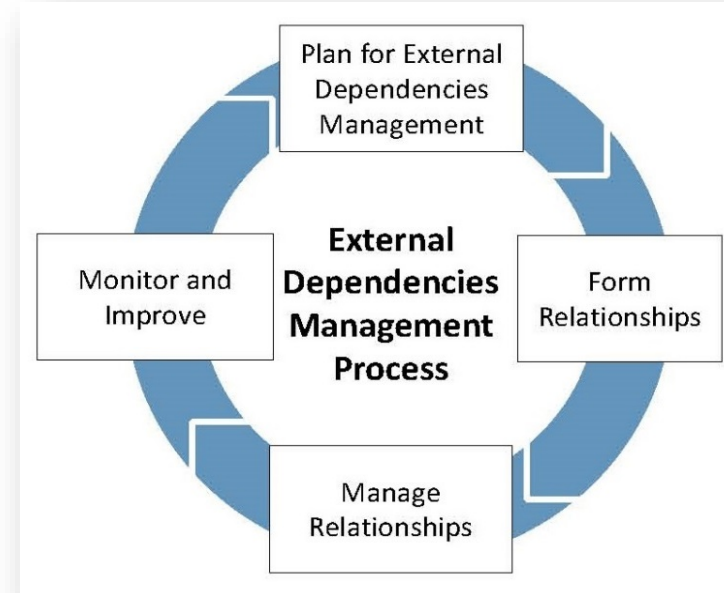 Plan for External
Dependencies
Management
External
Dependencies
Management
Process
Form
Relationships
Manage
Relationships
Monitor and
Improve